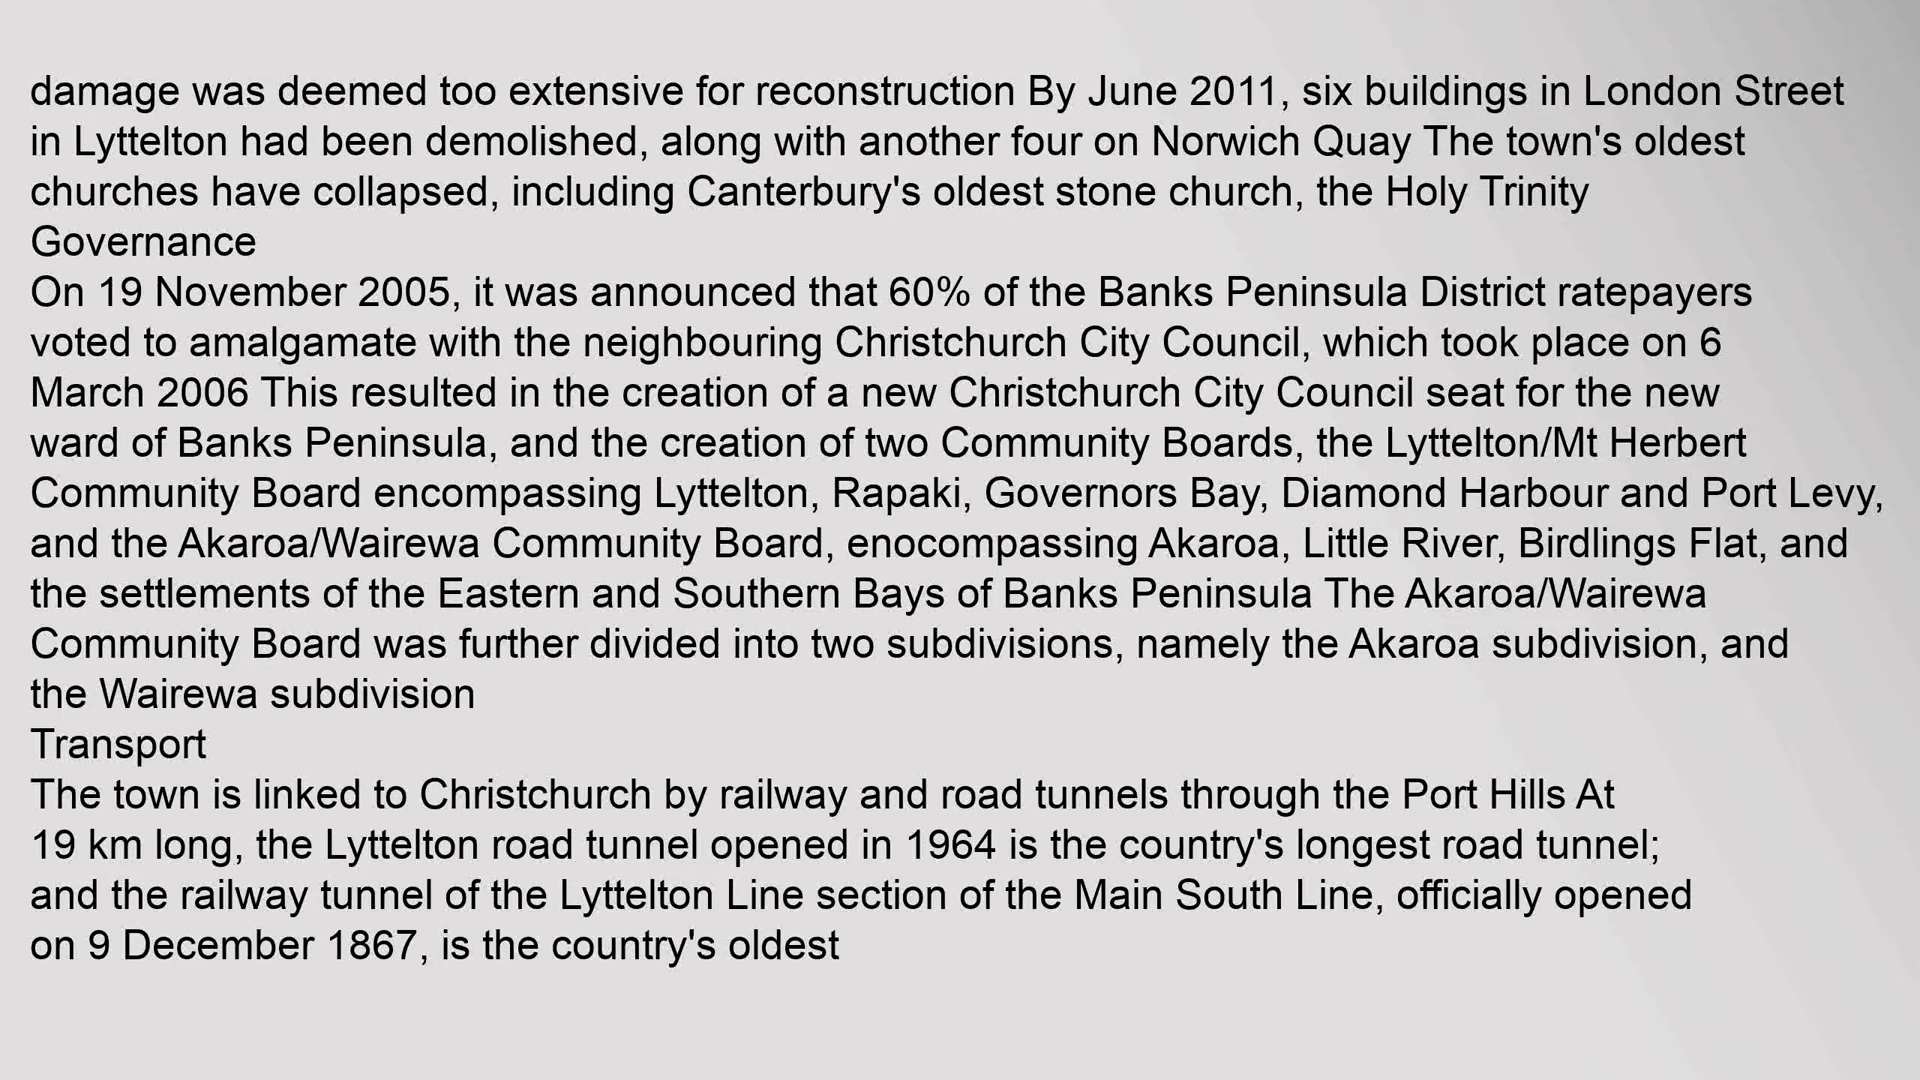 damage was deemed too extensive for reconstruction By June 2011, six buildings in London Street
in Lyttelton had been demolished, along with another four on Norwich Quay The town's oldest
churches have collapsed, including Canterbury's oldest stone church, the Holy Trinity
Governance
On 19 November 2005, it was announced that 60% of the Banks Peninsula District ratepayers
voted to amalgamate with the neighbouring Christchurch City Council, which took place on 6
March 2006 This resulted in the creation of a new Christchurch City Council seat for the new
ward of Banks Peninsula, and the creation of two Community Boards, the Lyttelton/Mt Herbert
Community Board encompassing Lyttelton, Rapaki, Governors Bay, Diamond Harbour and Port Levy,
and the Akaroa/Wairewa Community Board, enocompassing Akaroa, Little River, Birdlings Flat, and
the settlements of the Eastern and Southern Bays of Banks Peninsula The Akaroa/Wairewa
Community Board was further divided into two subdivisions, namely the Akaroa subdivision, and
the Wairewa subdivision
Transport
The town is linked to Christchurch by railway and road tunnels through the Port Hills At
19 km long, the Lyttelton road tunnel opened in 1964 is the country's longest road tunnel;
and the railway tunnel of the Lyttelton Line section of the Main South Line, officially opened
on 9 December 1867, is the country's oldest